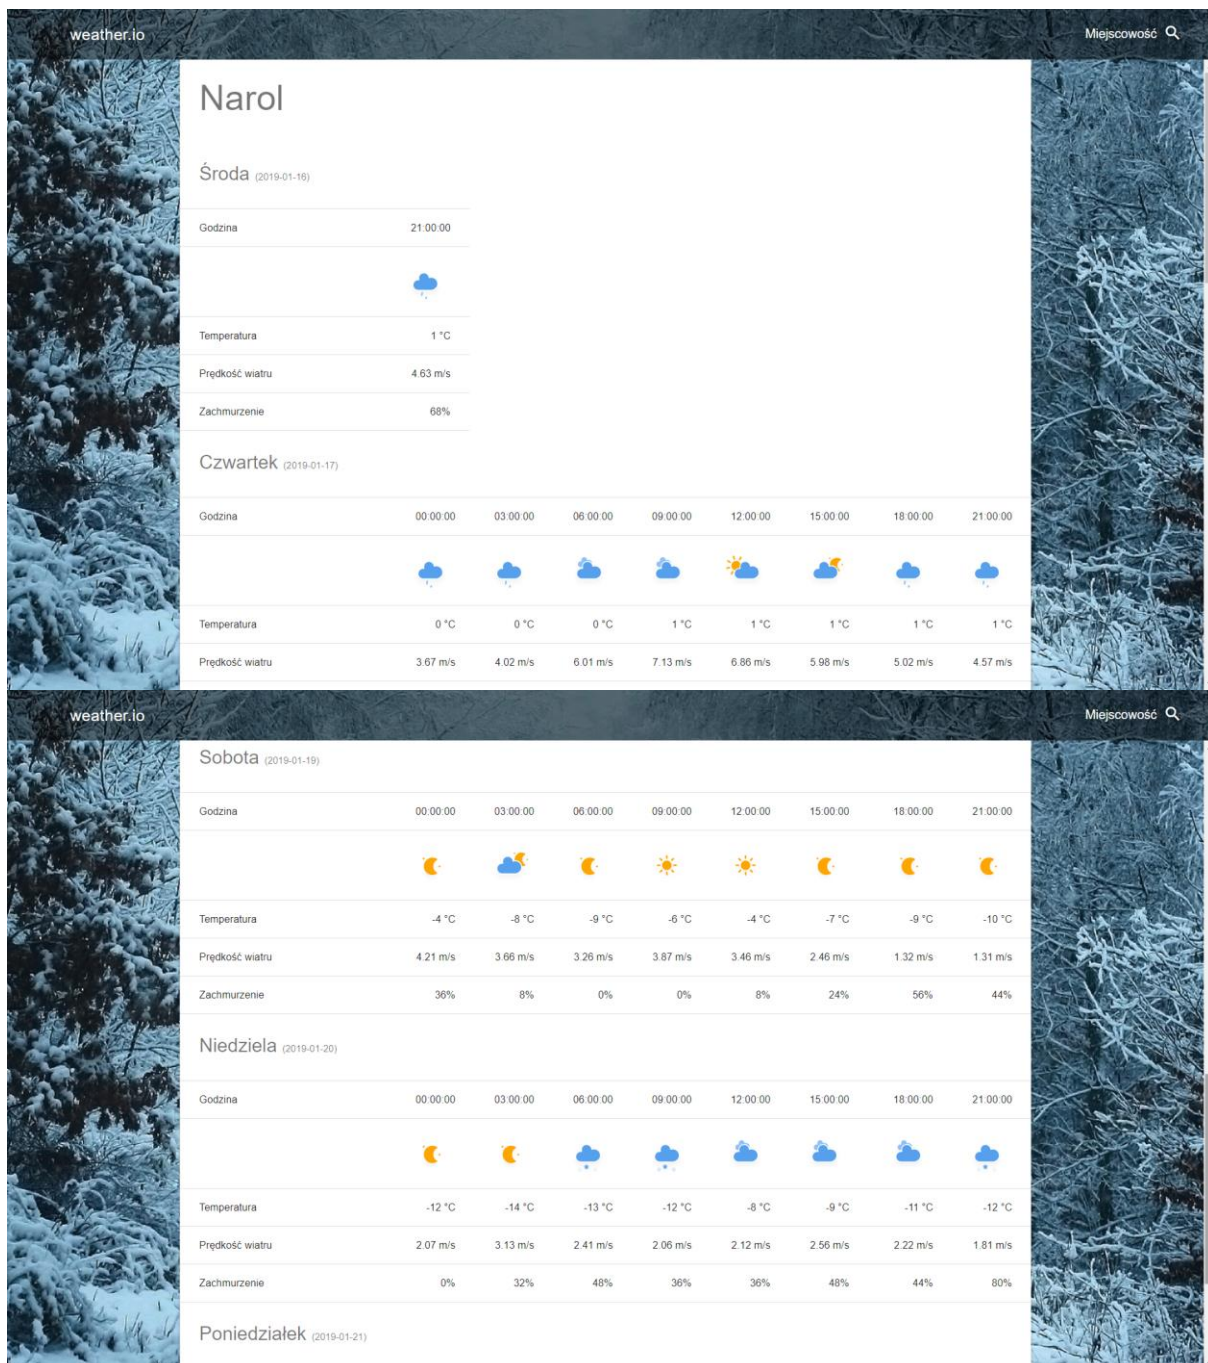 weather.io Miejscowość
Narol
Środa (2019-01-16)
Godzina 21:00:00
Temperatura 1 °C
Prędkość wiatru 4.63 m/s
Zachmurzenie 68%
Czwartek (2019-01-17)
Godzina 00:00:00 03:00:00 06:00:00 09:00:00 12:00:00 15:00:00 18:00:00 21:00:00
Temperatura 0 °C 0 °C 0 °C 1 °C 1 °C 1 °C 1 °C 1 °C
Prędkość wiatru 3.67 m/s 4.02 m/s 6.01 m/s 7.13 m/s 6.86 m/s 5.98 m/s 5.02 m/s 4.57 m/s
weather.io Miejscowość
Sobota (2019-01-19)
Godzina 00:00:00 03:00:00 06:00:00 09:00:00 12:00:00 15:00:00 18:00:00 21:00:00
Temperatura -4 °C -8 °C -9 °C -6 °C -4 °C -7 °C -9 °C -10 °C
Prędkość wiatru 4.21 m/s 3.66 m/s 3.26 m/s 3.87 m/s 3.46 m/s 2.46 m/s 1.32 m/s 1.31 m/s
Zachmurzenie 36% 8% 0% 0% 8% 24% 56% 44%
Niedziela (2019-01-20)
Godzina 00:00:00 03:00:00 06:00:00 09:00:00 12:00:00 15:00:00 18:00:00 21:00:00
Temperatura -12 °C -14 °C -13 °C -12 °C -8 °C -9 °C -11 °C -12 °C
Prędkość wiatru 2.07 m/s 3.13 m/s 2.41 m/s 2.06 m/s 2.12 m/s 2.56 m/s 2.22 m/s 1.81 m/s
Zachmurzenie 0% 32% 48% 36% 36% 48% 44% 80%
Poniedziałek (2019-01-21)